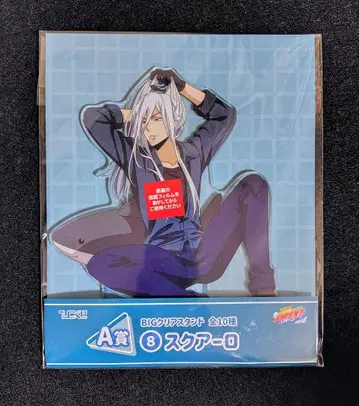 表裏の
保護フィルムを
剥がしてから
ご使用ください
A賞
BIGクリアスタンド 全10種
8 スクアーロ